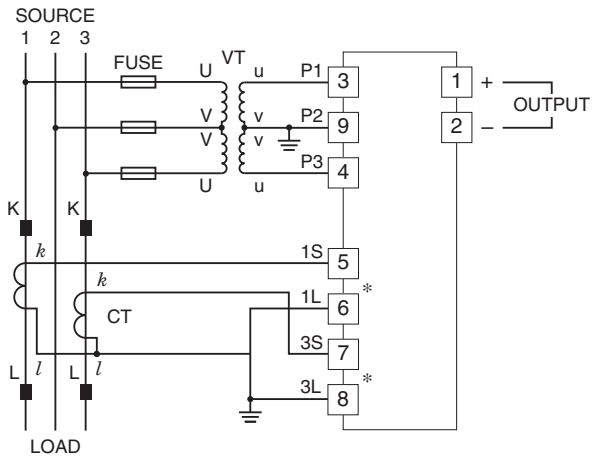 SOURCE
1 2 3
FUSE
VT
U u P1 3 1 +
OUTPUT
V v P2 9 2 −
V v
U u P3 4
K K
k 1S 5
k 1L 6 *
CT
3S 7
L l L l 3L 8 *
LOAD